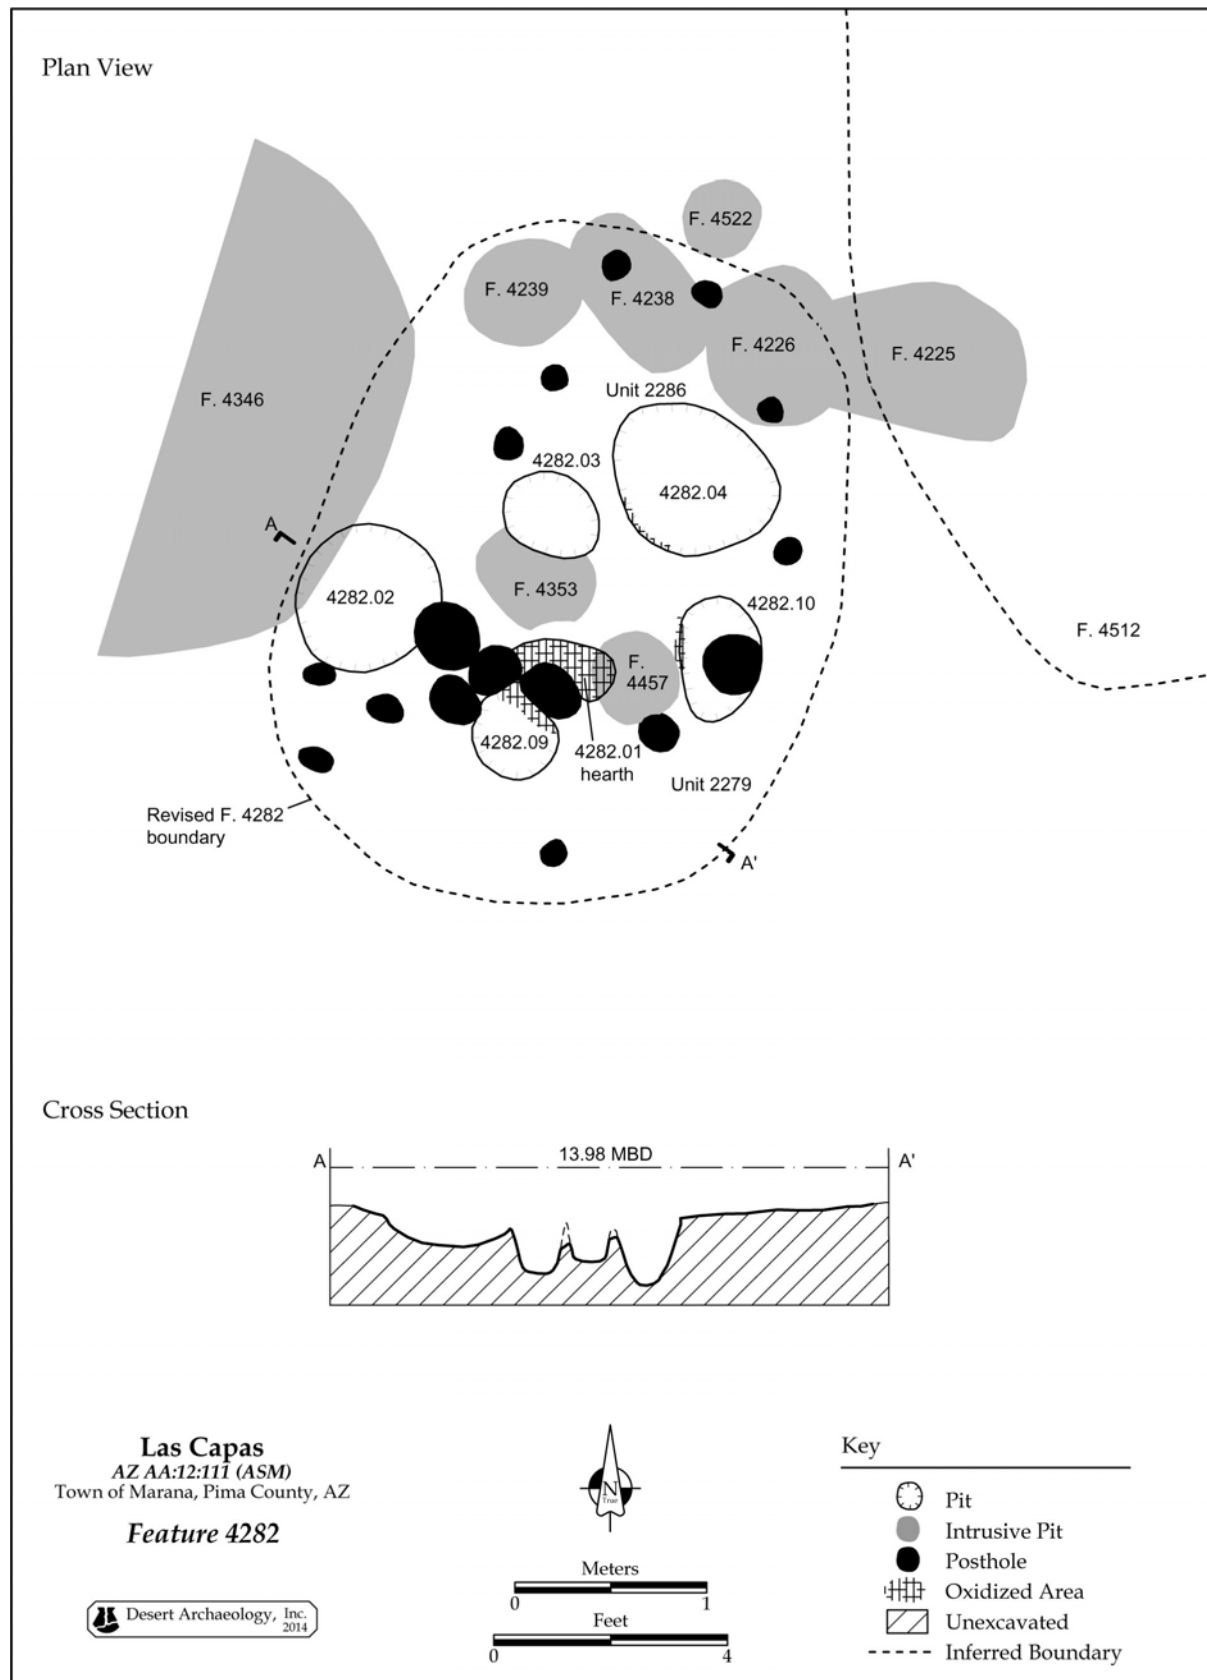 Plan View
F. 4522
F. 4239
F. 4238
F. 4226
F. 4225
F. 4346
Unit 2286
4282.03
4282.04
A
4282.02
F. 4353
4282.10
F. 4512
F.
4457
4282.09
4282.01
hearth
Unit 2279
Revised F. 4282
boundary
A'
Cross Section
A
13.98 MBD
A'
Las Capas
AZ AA:12:111 (ASM)
Town of Marana, Pima County, AZ
Feature 4282
Desert Archaeology, Inc.
2014
N
True
Meters
0 1
Feet
0 4
Key
Pit
Intrusive Pit
Posthole
Oxidized Area
Unexcavated
Inferred Boundary